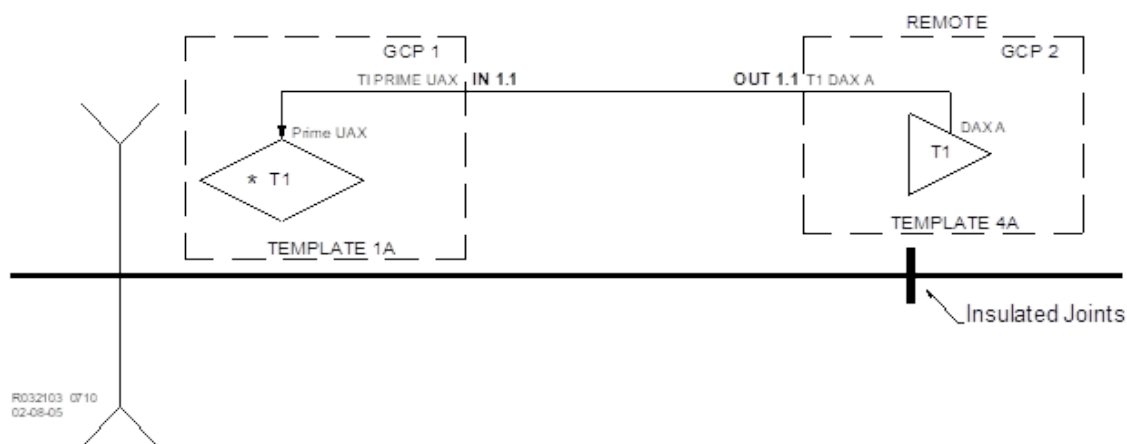 REMOTE
GCP 1
GCP 2
TI PRIME UAX IN 1.1
OUT 1.1 T1 DAX A
Prime UAX
DAX A
* T1
T1
TEMPLATE 1A
TEMPLATE 4A
Insulated Joints
R032103 0710
02-08-05